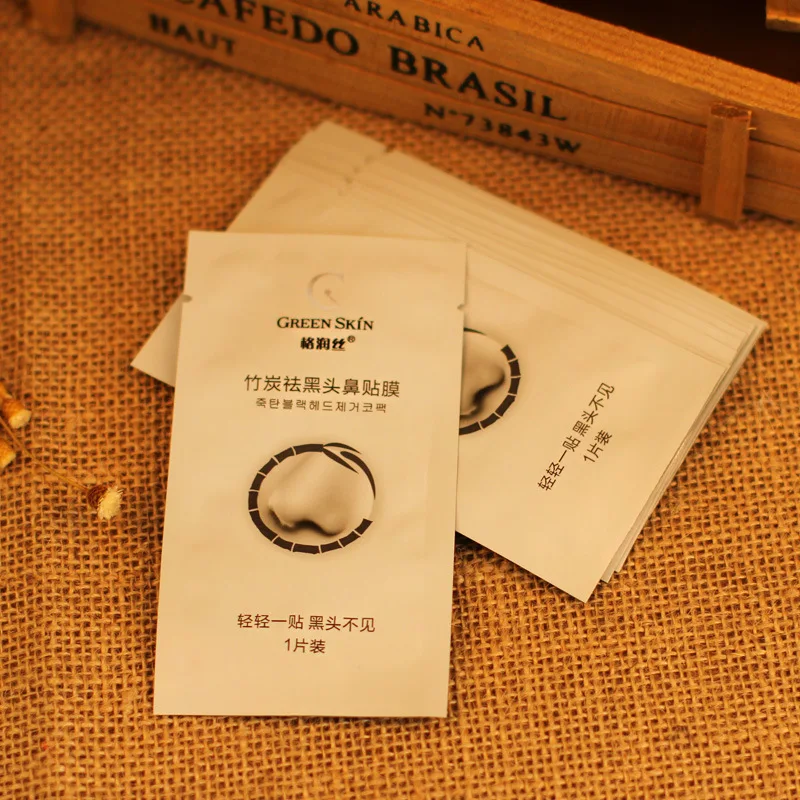 ARABICA
CAFEDO BRASIL
HAUT
Nº73843W
GREEN SKIN
格润丝®
竹炭祛黑头鼻贴膜
죽탄블랙헤드제거코팩
轻轻一贴 黑头不见
1片装
轻轻一贴 黑头不见
1片装